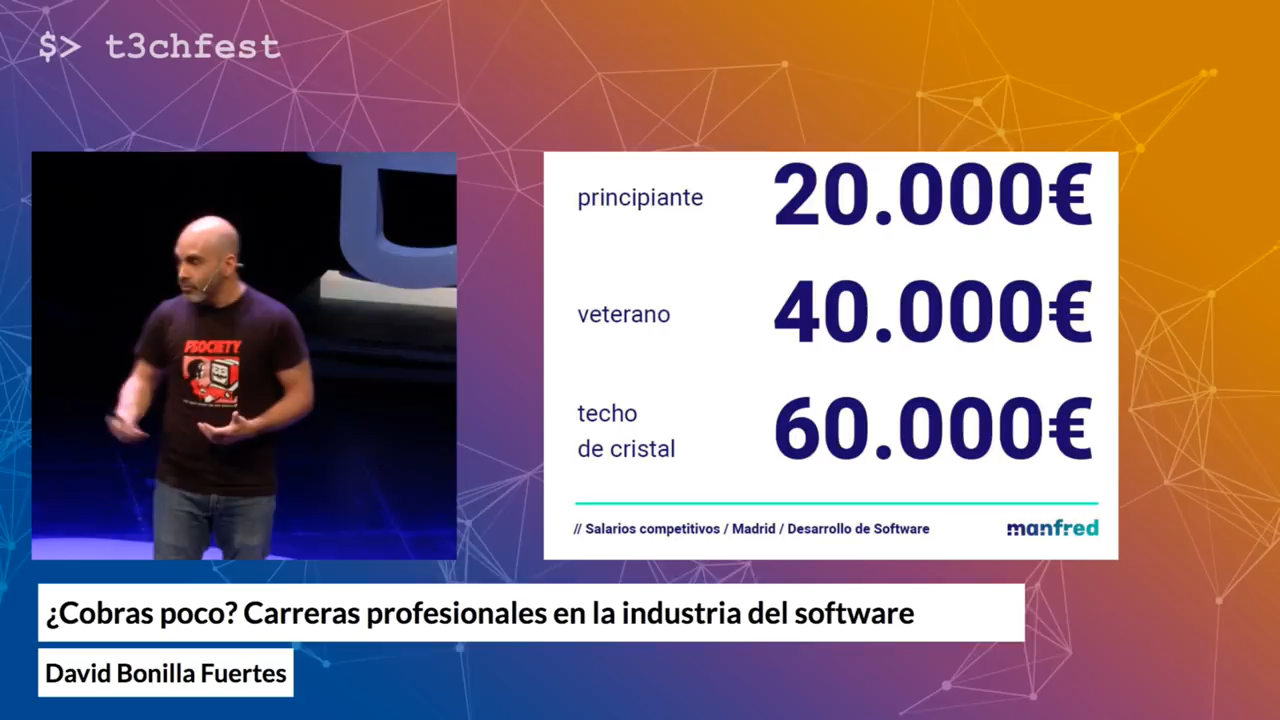 $> t3chfest
FSOCIETY
principiante
20.000€
veterano
40.000€
techo
de cristal
60.000€
// Salarios competitivos / Madrid / Desarrollo de Software
manfred
¿Cobras poco? Carreras profesionales en la industria del software
David Bonilla Fuertes